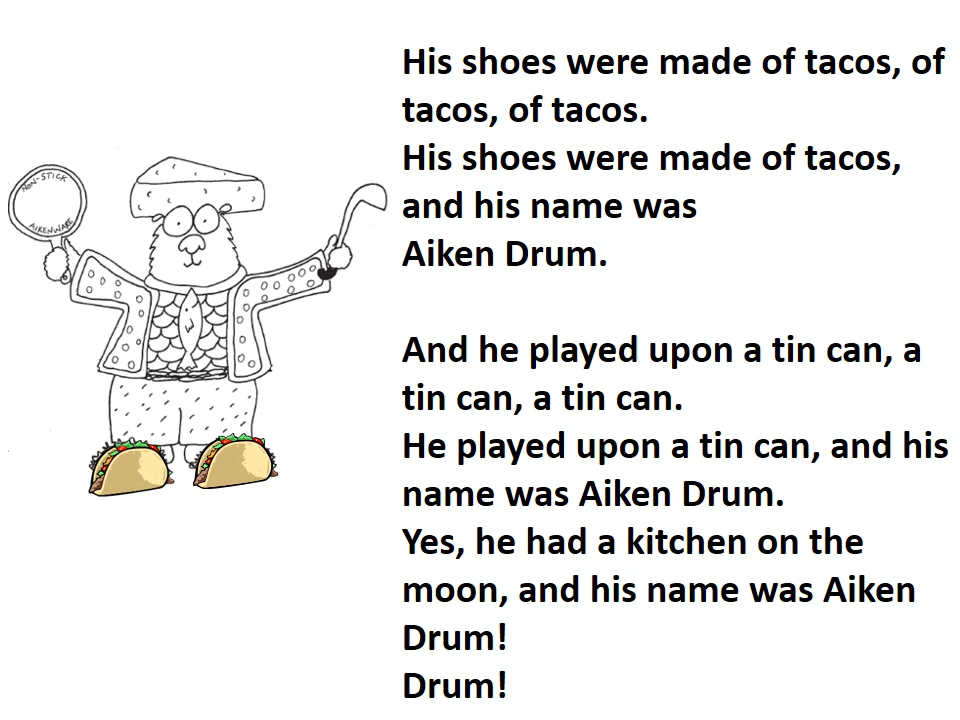 NON-STICK
AIKENWARE
His shoes were made of tacos, of
tacos, of tacos.
His shoes were made of tacos,
and his name was
Aiken Drum.
And he played upon a tin can, a
tin can, a tin can.
He played upon a tin can, and his
name was Aiken Drum.
Yes, he had a kitchen on the
moon, and his name was Aiken
Drum!
Drum!